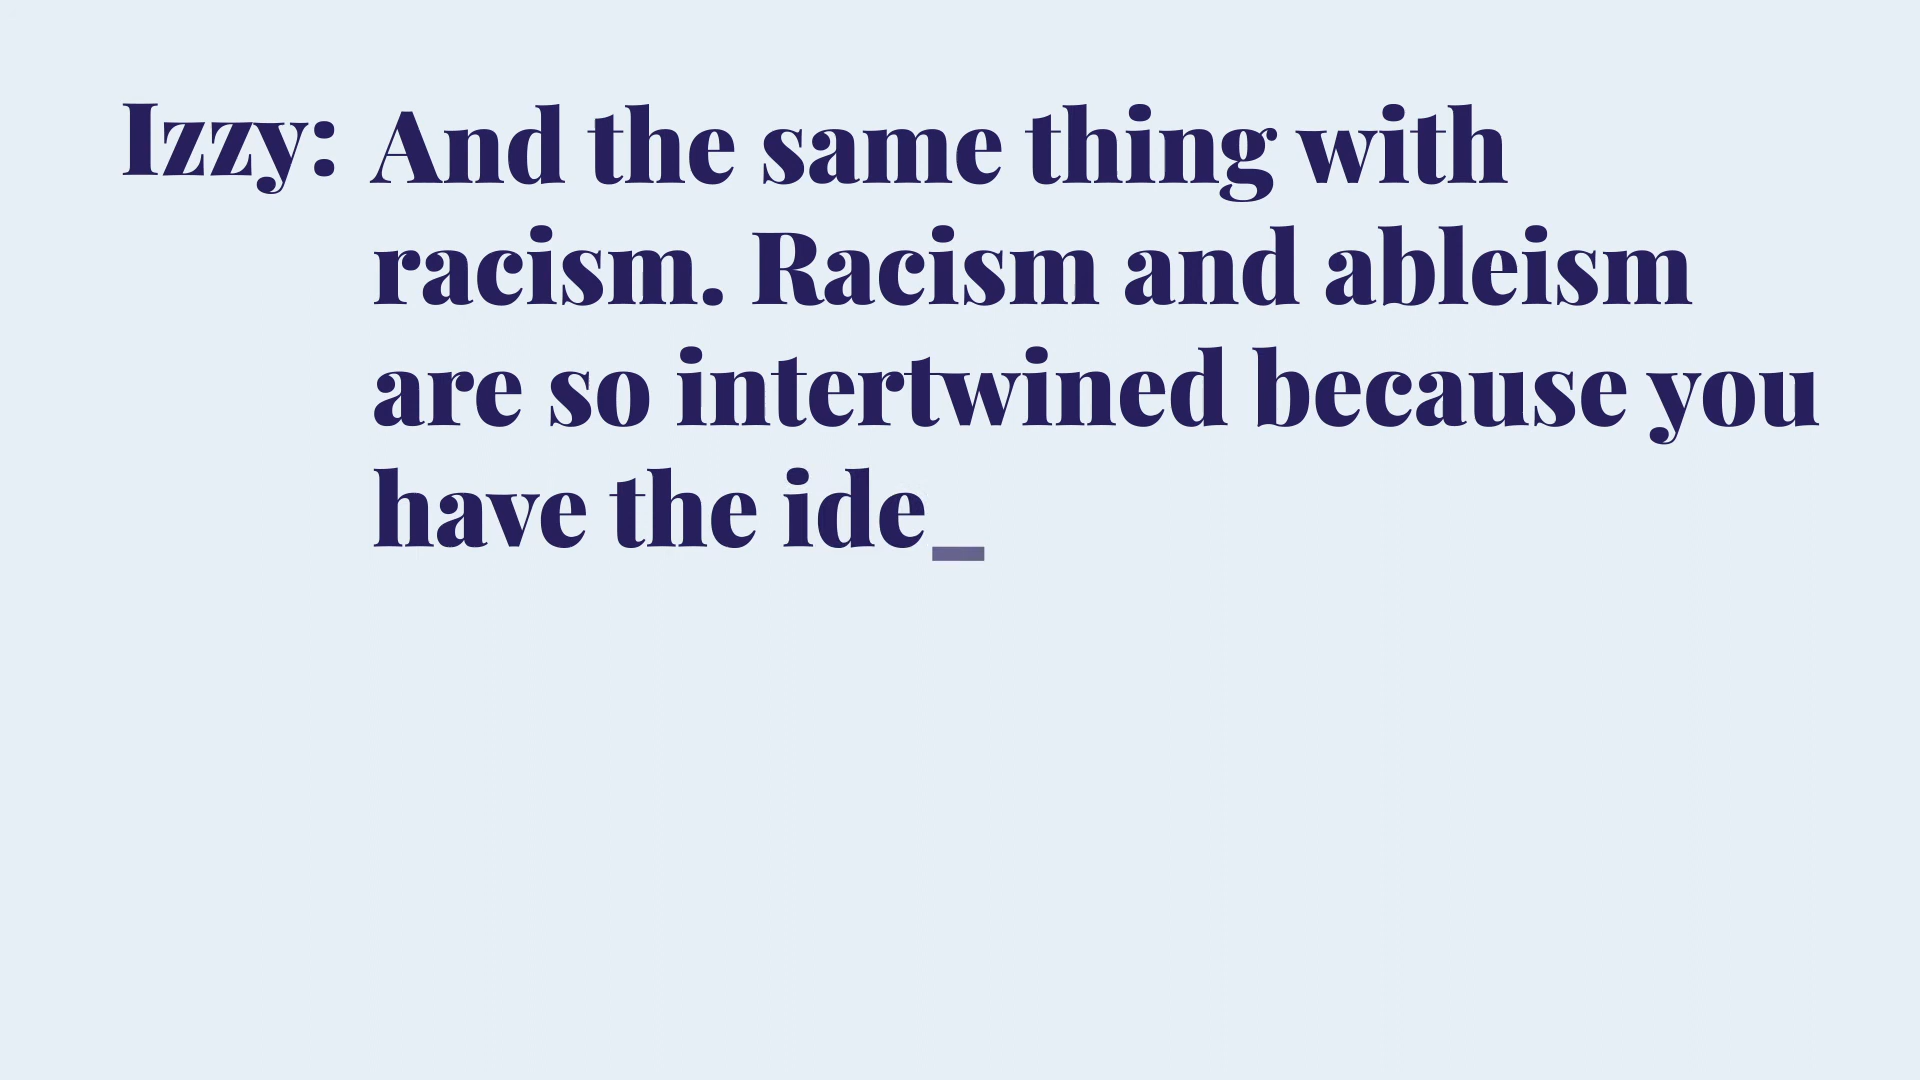 Izzy: And the same thing with
racism. Racism and ableism
are so intertwined because you
have the ide_